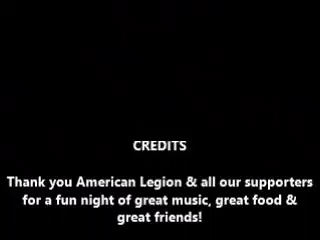 CREDITS
Thank you American Legion & all our supporters
for a fun night of great music, great food &
great friends!